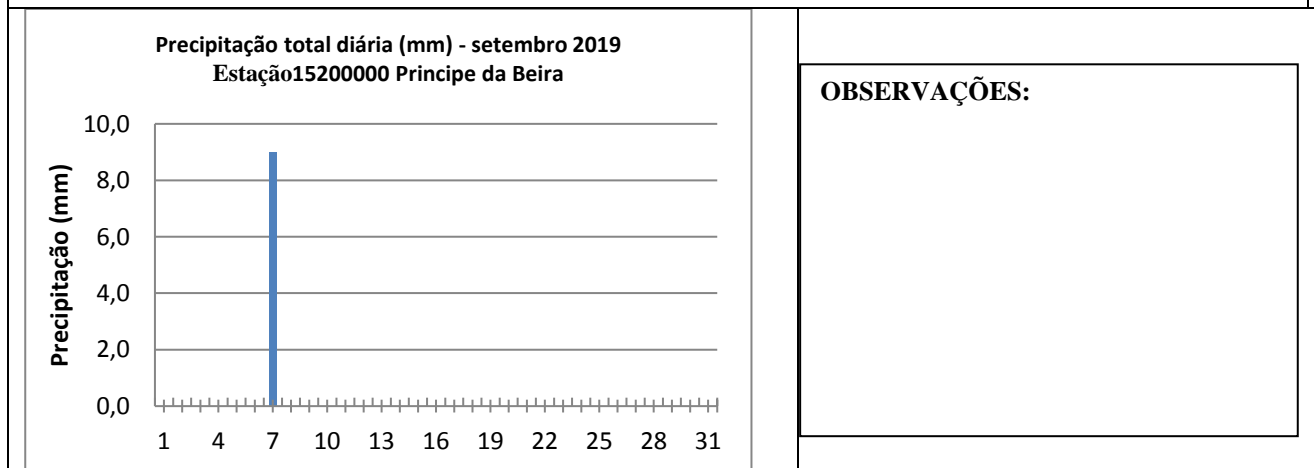 Precipitação total diária (mm) - setembro 2019
Estação15200000 Principe da Beira
Precipitação (mm)
10,0
8,0
6,0
4,0
2,0
0,0
1 4 7 10 13 16 19 22 25 28 31
OBSERVAÇÕES: